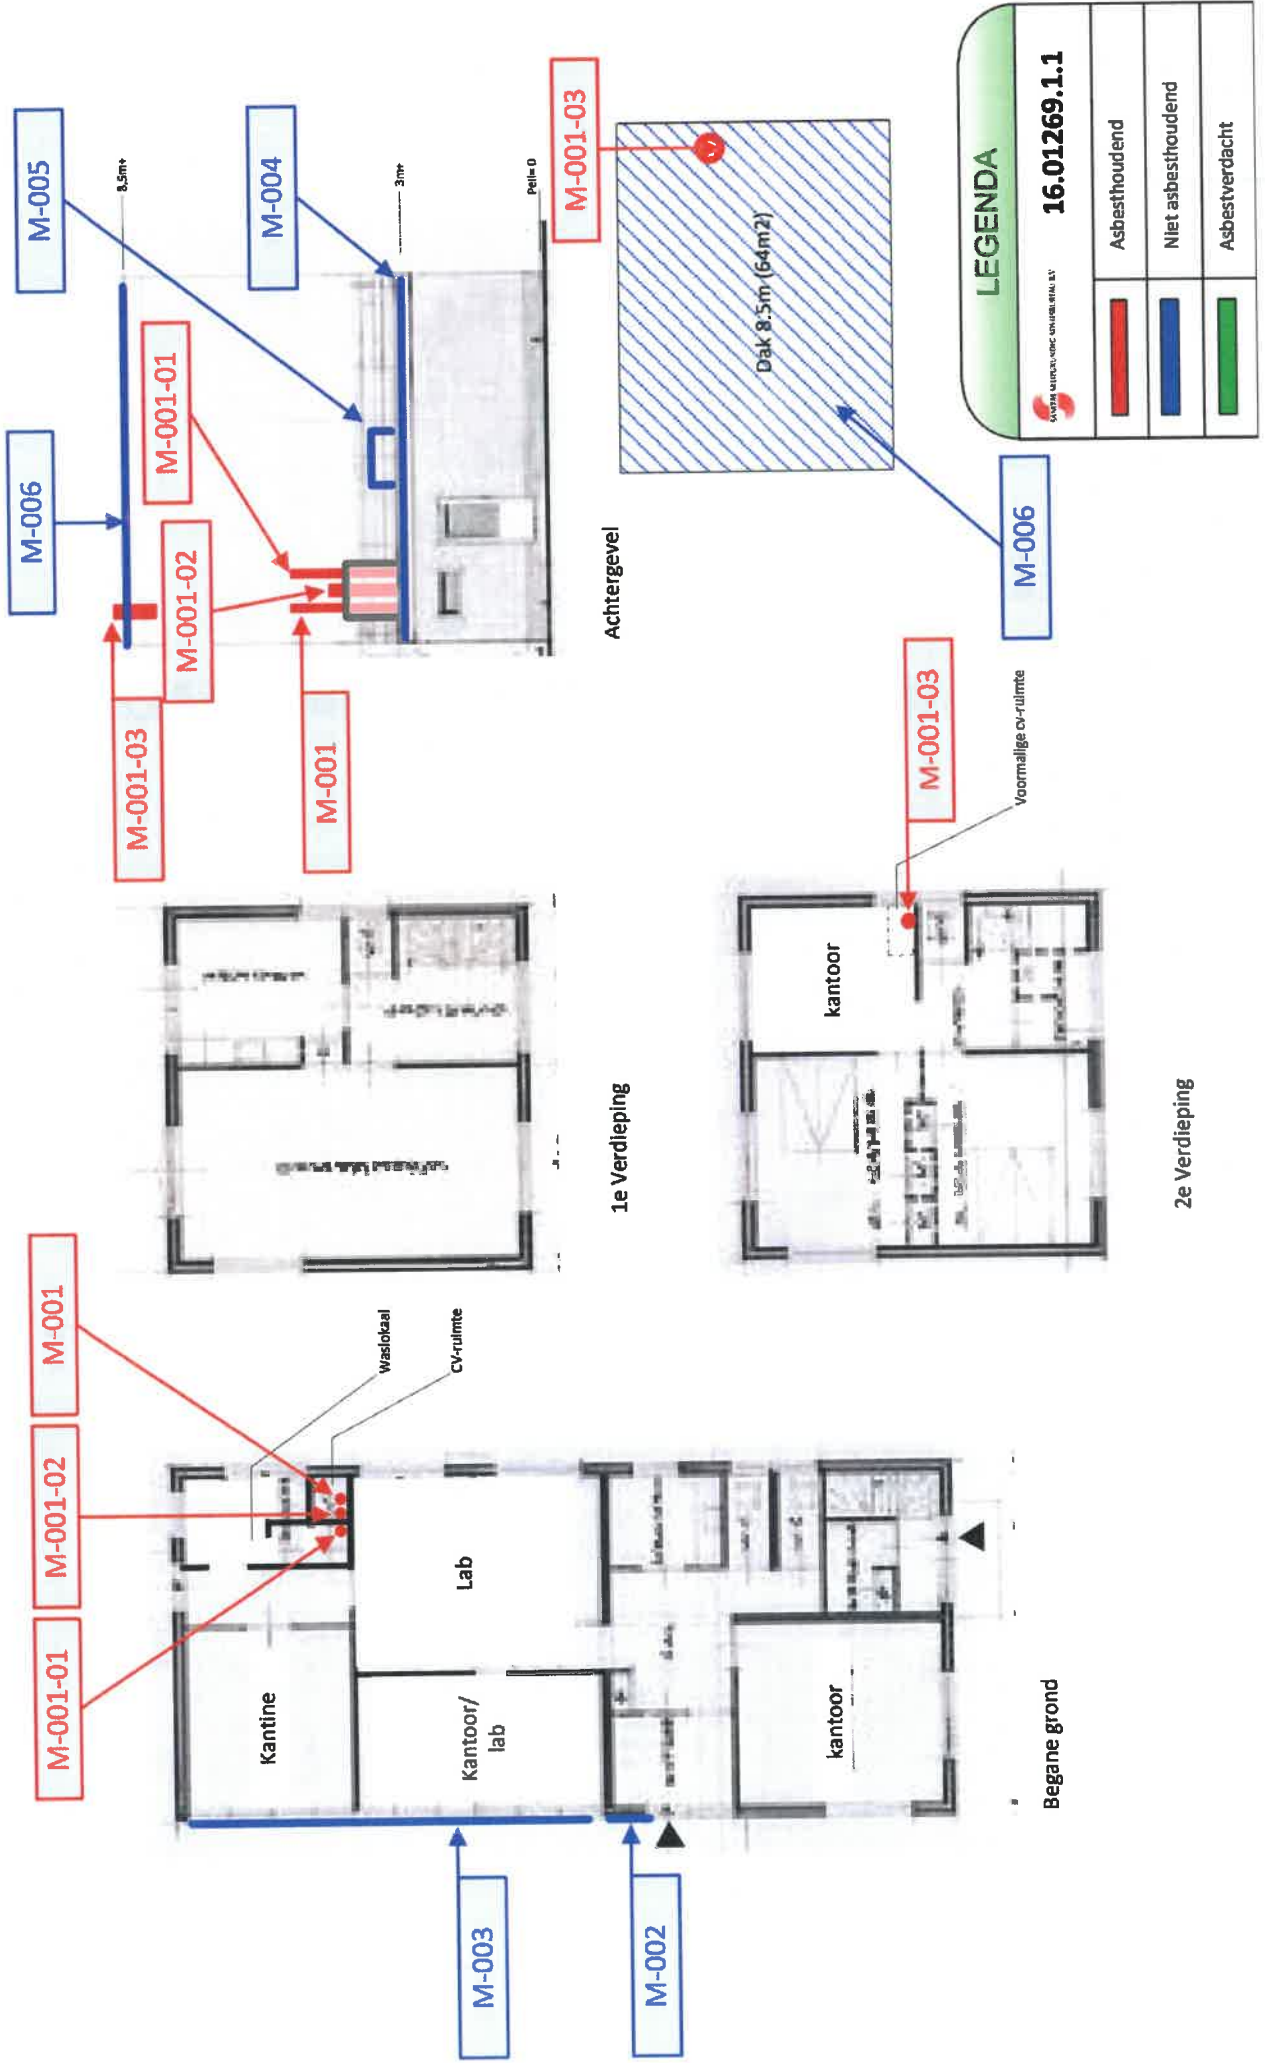 M-001-01
M-001-02
M-001
M-003
M-002
Kantine
Kantoor/
lab
Lab
kantoor
Waslokaal
CV-ruimte
Begane grond
1e Verdieping
kantoor
M-001-03
Voormalige cv-ruimte
2e Verdieping
M-006
M-005
M-001-03
M-001-02
M-001-01
M-001
M-004
8,5m+
3m+
Peil= 0
Achtergevel
M-001-03
Dak 8.5m (64m2)
M-006
LEGENDA
16.01269.1.1
Asbesthoudend
Niet asbesthoudend
Asbestverdacht